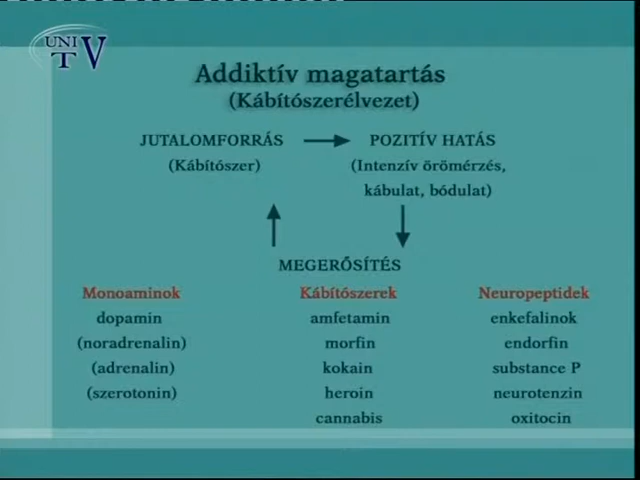 UNI
TV
Addiktív magatartás
(Kábítószerélvezet)
JUTALOMFORRÁS POZITÍV HATÁS
(Kábítószer) (Intenzív örömérzés,
kábulat, bódulat)
MEGERŐSÍTÉS
Monoaminok Kábítószerek Neuropeptidek
dopamin amfetamin enkefalinok
(noradrenalin) morfin endorfin
(adrenalin) kokain substance P
(szerotonin) heroin neurotenzin
cannabis oxitocin